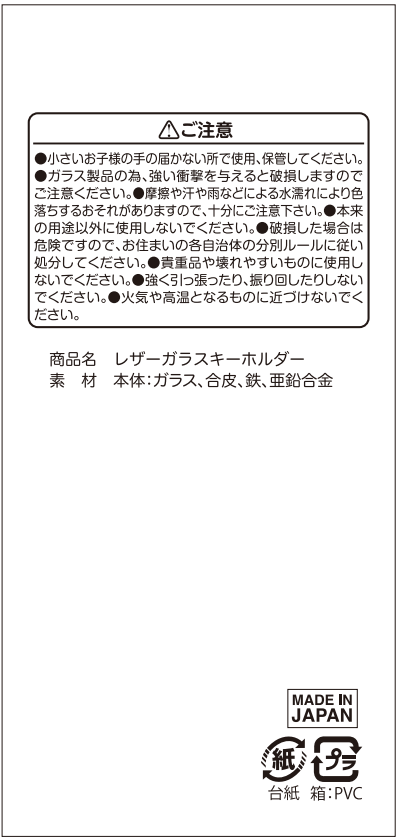 ⚠ご注意
●小さいお子様の手の届かない所で使用、保管してください。
●ガラス製品の為、強い衝撃を与えると破損しますので
ご注意ください。●摩擦や汗や雨などによる水濡れにより色
落ちするおそれがありますので、十分にご注意下さい。●本来
の用途以外に使用しないでください。●破損した場合は
危険ですので、お住まいの各自治体の分別ルールに従い
処分してください。●貴重品や壊れやすいものに使用し
ないでください。●強く引っ張ったり、振り回したりしない
でください。●火気や高温となるものに近づけないでく
ださい。
商品名 レザーガラスキーホルダー
素 材 本体:ガラス、合皮、鉄、亜鉛合金
MADE IN
JAPAN
紙 プラ
台紙 箱:PVC